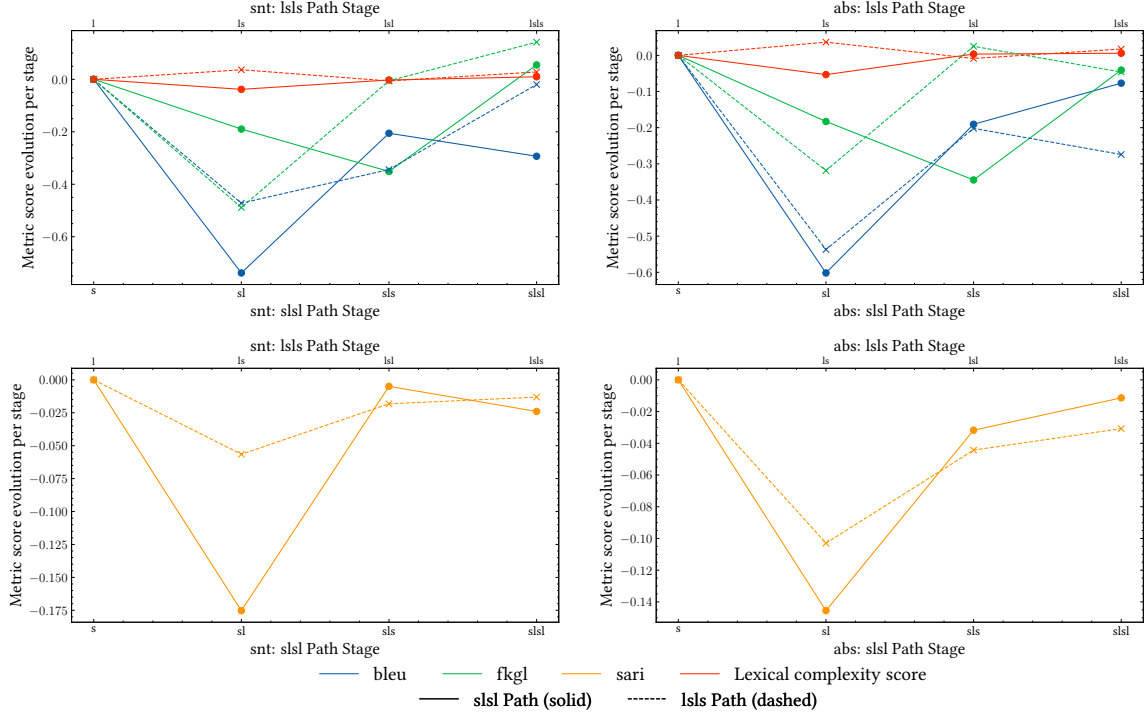 snt: lsls Path Stage
l ls lsl lsls
Metric score evolution per stage
0.0
−0.2
−0.4
−0.6
s sl sls slsl
snt: slsl Path Stage
abs: lsls Path Stage
l ls lsl lsls
Metric score evolution per stage
0.0
−0.1
−0.2
−0.3
−0.4
−0.5
−0.6
s sl sls slsl
abs: slsl Path Stage
snt: lsls Path Stage
l ls lsl lsls
Metric score evolution per stage
0.000
−0.025
−0.050
−0.075
−0.100
−0.125
−0.150
−0.175
s sl sls slsl
snt: slsl Path Stage
abs: lsls Path Stage
l ls lsl lsls
Metric score evolution per stage
0.00
−0.02
−0.04
−0.06
−0.08
−0.10
−0.12
−0.14
s sl sls slsl
abs: slsl Path Stage
bleu fkgl sari Lexical complexity score
slsl Path (solid) lsls Path (dashed)